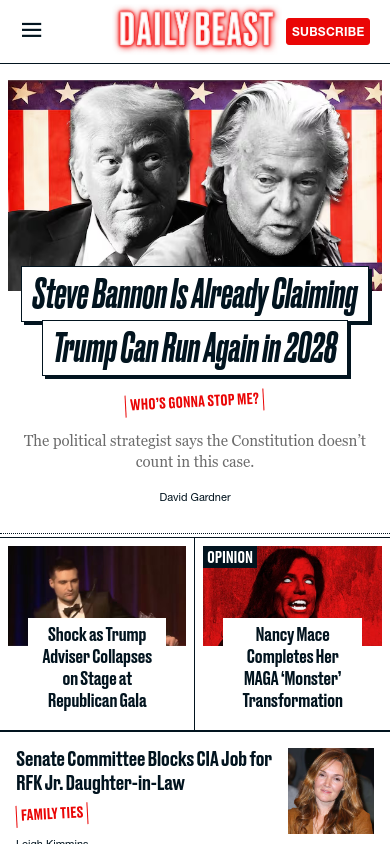 DAILY BEAST
SUBSCRIBE
Steve Bannon Is Already Claiming
Trump Can Run Again in 2028
WHO'S GONNA STOP ME?
The political strategist says the Constitution doesn't
count in this case.
David Gardner
Shock as Trump
Adviser Collapses
on Stage at
Republican Gala
OPINION
Nancy Mace
Completes Her
MAGA ‘Monster’
Transformation
Senate Committee Blocks CIA Job for
RFK Jr. Daughter-in-Law
FAMILY TIES
Leigh Kimmins